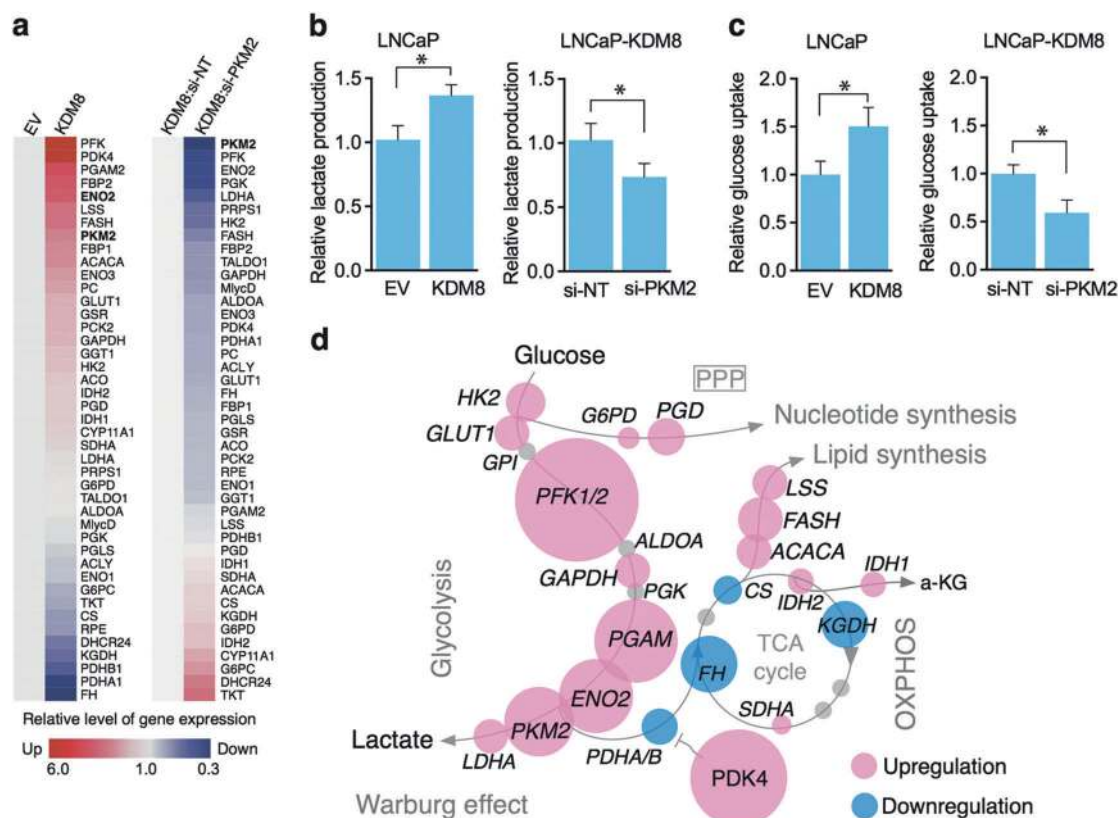 a
EV
KDM8
KDM8:si-NT
KDM8:si-PKM2
PFK
PDK4
PGAM2
FBP2
ENO2
LSS
FASH
PKM2
FBP1
ACACA
ENO3
PC
GLUT1
GSR
PCK2
GAPDH
GGT1
HK2
ACO
IDH2
PGD
IDH1
CYP11A1
SDHA
LDHA
PRPS1
G6PD
TALDO1
ALDOA
MlycD
PGK
PGLS
ACLY
ENO1
G6PC
TKT
CS
RPE
DHCR24
KGDH
PDHB1
PDHA1
FH
PKM2
PFK
ENO2
PGK
LDHA
PRPS1
HK2
FASH
FBP2
TALDO1
GAPDH
MlycD
ALDOA
ENO3
PDK4
PDHA1
PC
ACLY
GLUT1
FH
FBP1
PGLS
GSR
ACO
PCK2
RPE
ENO1
GGT1
PGAM2
LSS
PDHB1
PGD
IDH1
SDHA
ACACA
CS
KGDH
G6PD
IDH2
CYP11A1
G6PC
DHCR24
TKT
Relative level of gene expression
Up
Down
6.0
1.0
0.3
b
LNCaP
Relative lactate production
1.5
1.0
0.5
0.0
*
EV
KDM8
LNCaP-KDM8
Relative lactate production
1.5
1.0
0.5
0.0
*
si-NT
si-PKM2
c
LNCaP
Relative glucose uptake
2.0
1.5
1.0
0.5
0.0
*
EV
KDM8
LNCaP-KDM8
Relative glucose uptake
2.0
1.5
1.0
0.5
0.0
*
si-NT
si-PKM2
d
Glucose
PPP
HK2
G6PD
PGD
Nucleotide synthesis
GLUT1
GPI
Lipid synthesis
LSS
PFK1/2
FASH
ALDOA
ACACA
GAPDH
IDH1
PGK
CS
IDH2
a-KG
Glycolysis
KGDH
PGAM
TCA
cycle
FH
OXPHOS
ENO2
SDHA
PKM2
Lactate
LDHA
PDHA/B
PDK4
Upregulation
Warburg effect
Downregulation